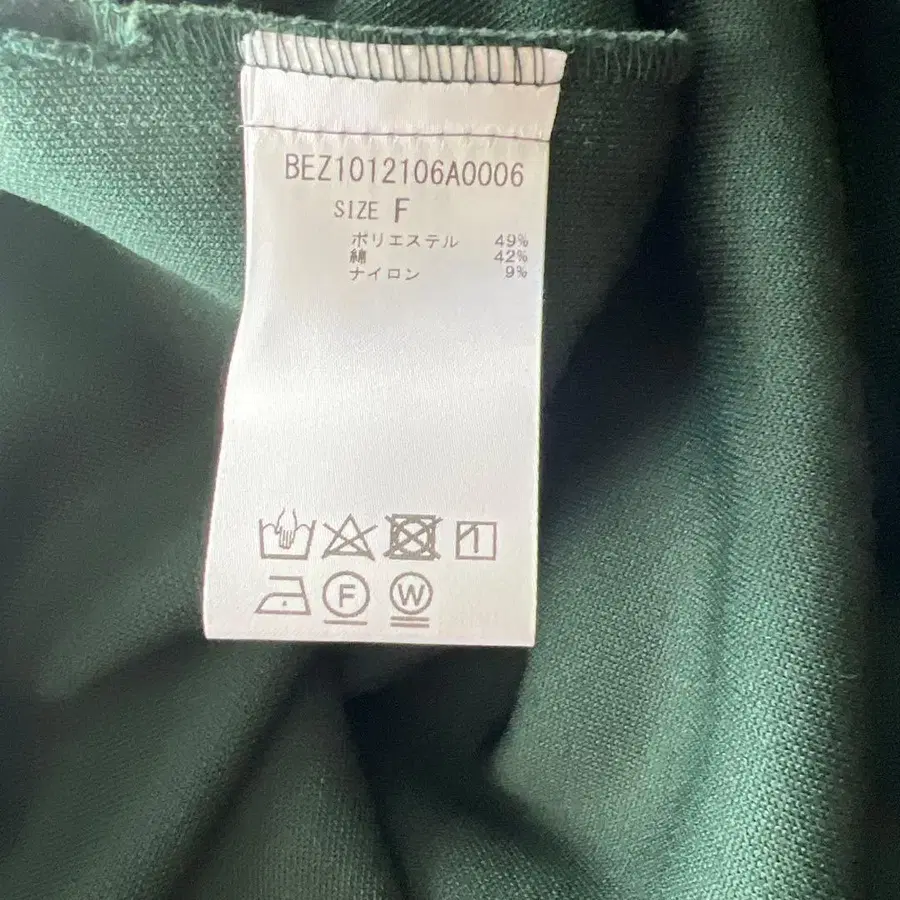 BEZ1012106A0006
SIZE F
ポリエステル 49%
綿 42%
ナイロン 9%
F W